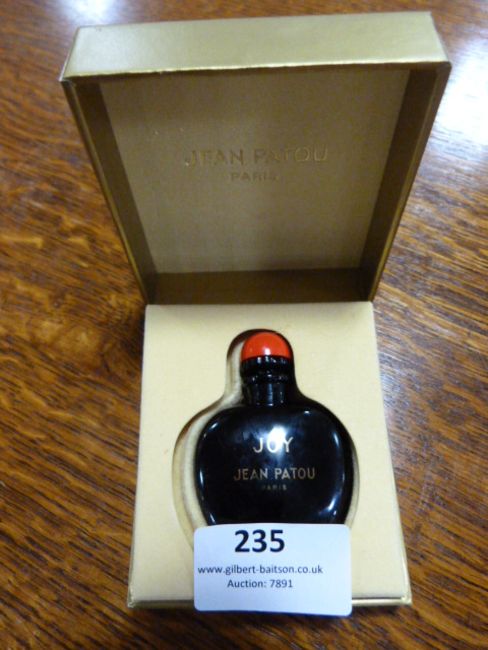 JEAN PATOU
PARIS
JOY
JEAN PATOU
PARIS
235
www.gilbert-baitson.co.uk
Auction: 7891